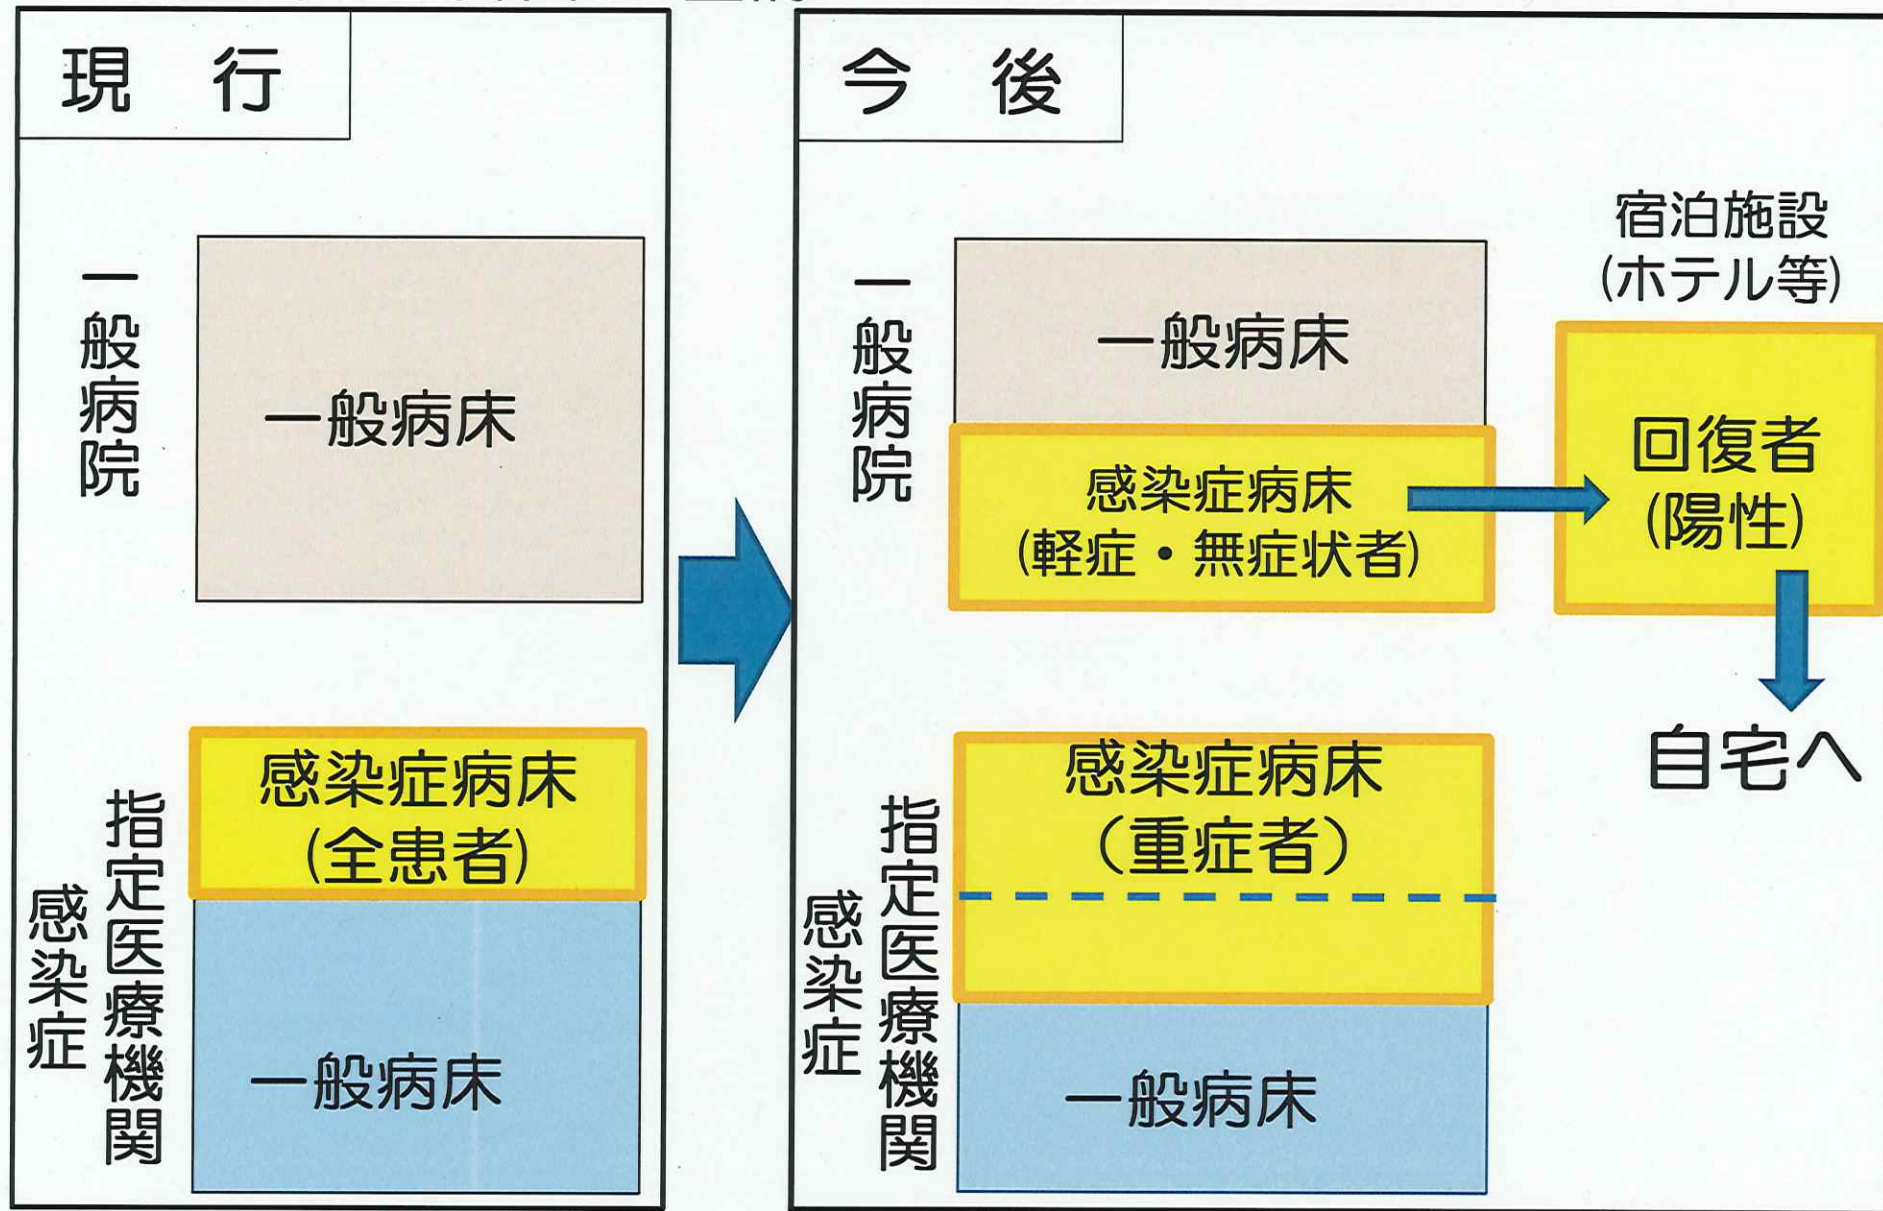 現 行
一般病院
一般病床
感染症
指定医療機関
感染症病床
(全患者)
一般病床
今 後
一般病院
一般病床
感染症病床
(軽症・無症状者)
宿泊施設
(ホテル等)
回復者
(陽性)
自宅へ
感染症
指定医療機関
感染症病床
(重症者)
一般病床